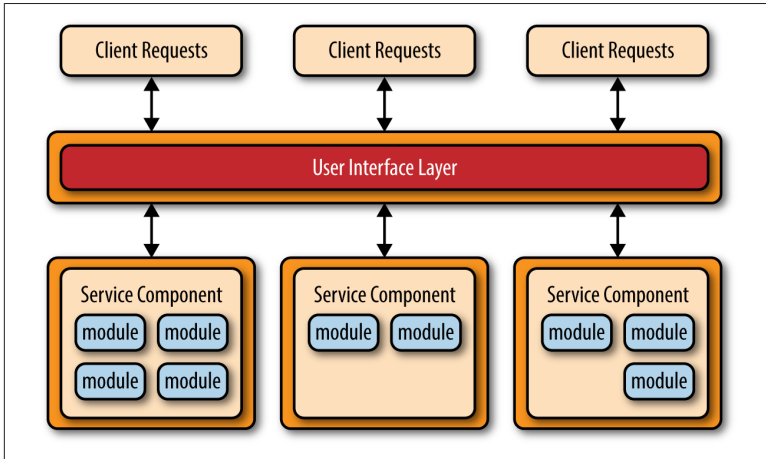 Client Requests
Client Requests
Client Requests
User Interface Layer
Service Component
module module
module module
Service Component
module module
Service Component
module module
module